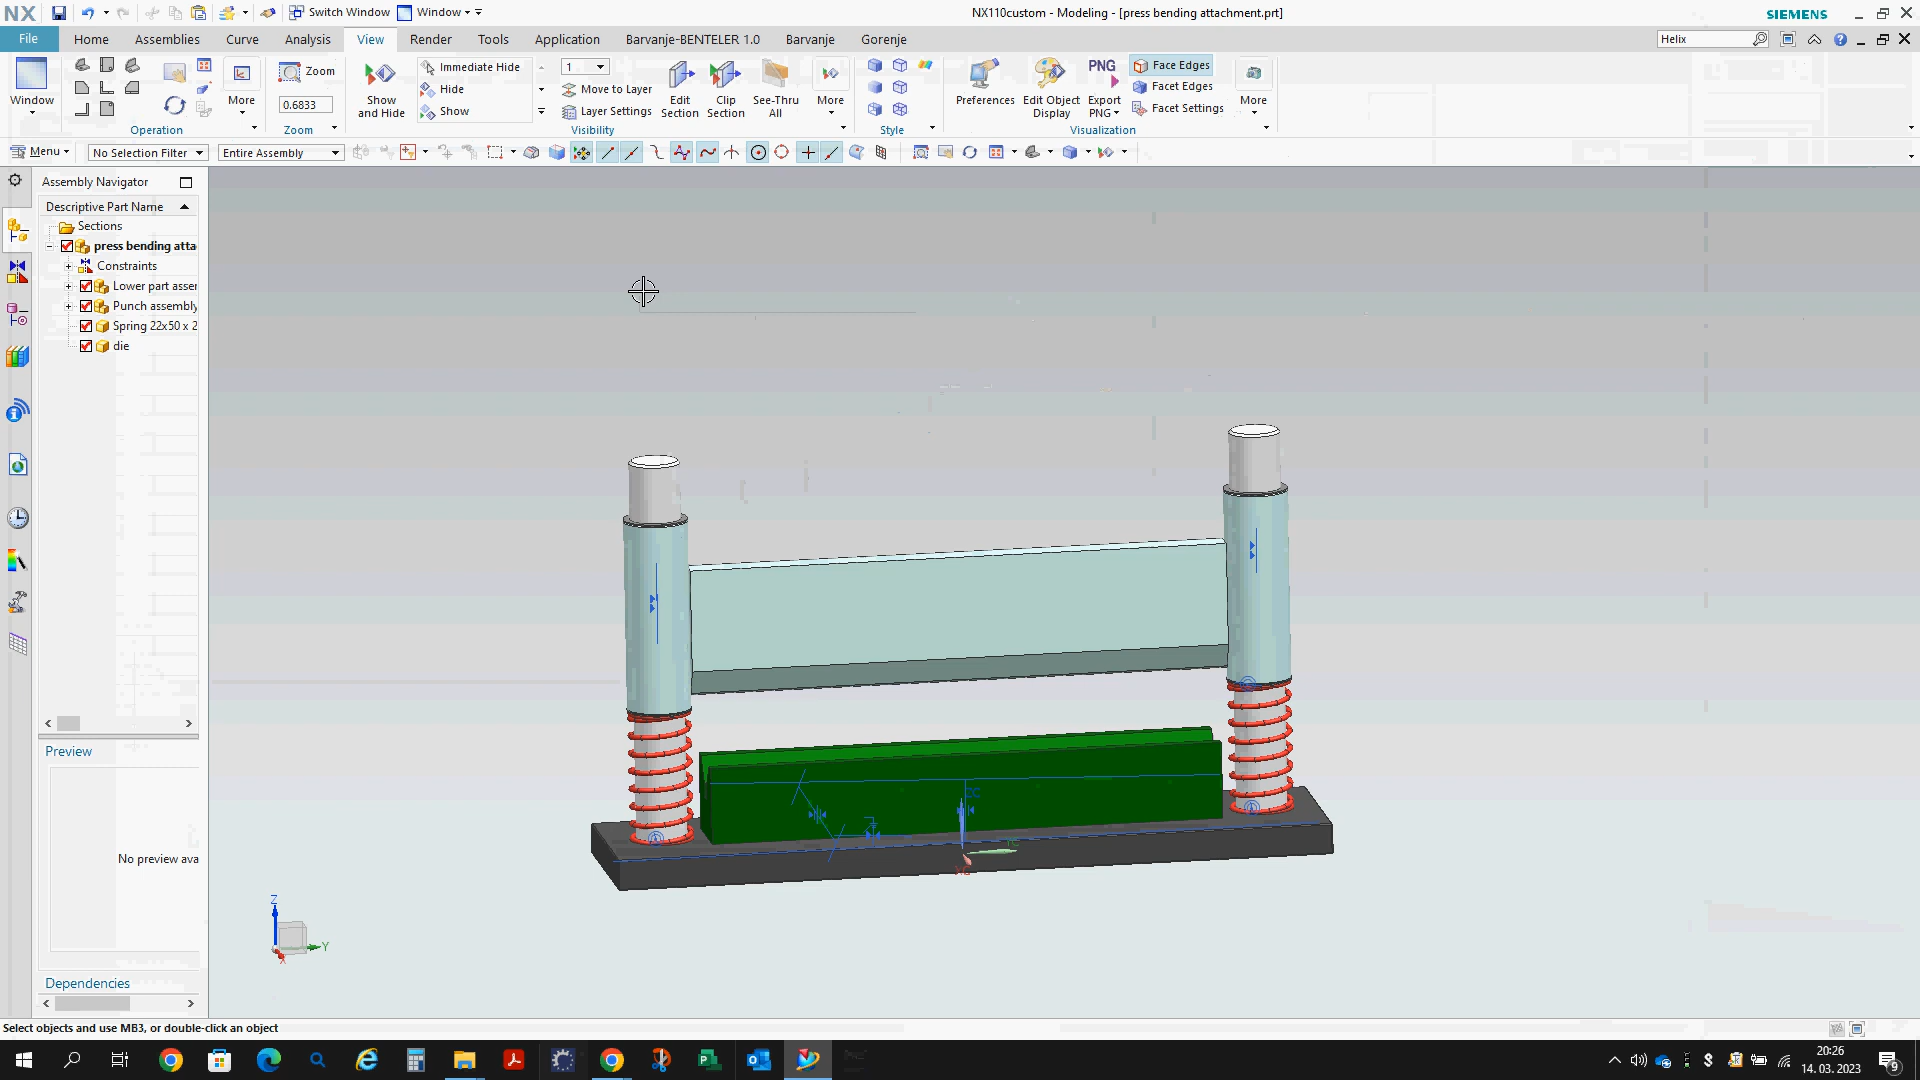 NX
Switch Window
Window
NX110custom - Modeling - [press bending attachment.prt]
SIEMENS
File
Home
Assemblies
Curve
Analysis
View
Render
Tools
Application
Barvanje-BENTELER 1.0
Barvanje
Gorenje
Helix
Window
More
Operation
Zoom
0.6833
Zoom
Show and Hide
Immediate Hide
Hide
Show
1
Move to Layer
Layer Settings
Edit Section
Clip Section
See-Thru All
More
Visibility
Style
Preferences
Edit Object Display
PNG
Export PNG
Face Edges
Facet Edges
Facet Settings
More
Visualization
Menu
No Selection Filter
Entire Assembly
Assembly Navigator
Descriptive Part Name
Sections
press bending atta
Constraints
Lower part asser
Punch assembly
Spring 22x50 x 2
die
Preview
No preview ava
Dependencies
Z
Y
X
Select objects and use MB3, or double-click an object
20:26
14. 03. 2023
9